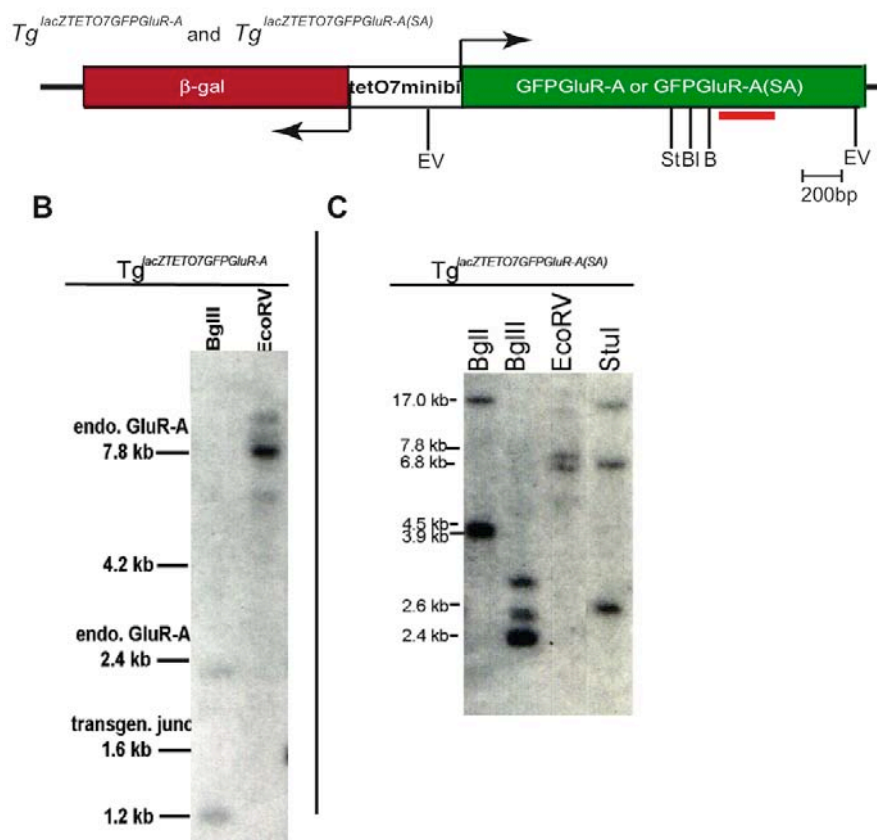 Tg lacZTETO7GFPGluR-A and Tg lacZTETO7GFPGluR-A(SA)
β-gal
tetO7minibi
GFPGluR-A or GFPGluR-A(SA)
EV
St BI B
EV
200bp
B
C
Tg lacZTETO7GFPGluR-A
Tg lacZTETO7GFPGluR-A(SA)
BglII
EcoRV
BglI
BglII
EcoRV
StuI
endo. GluR-A
7.8 kb
4.2 kb
endo. GluR-A
2.4 kb
transgen. junc
1.6 kb
1.2 kb
17.0 kb
7.8 kb
6.8 kb
4.5 kb
3.9 kb
2.6 kb
2.4 kb